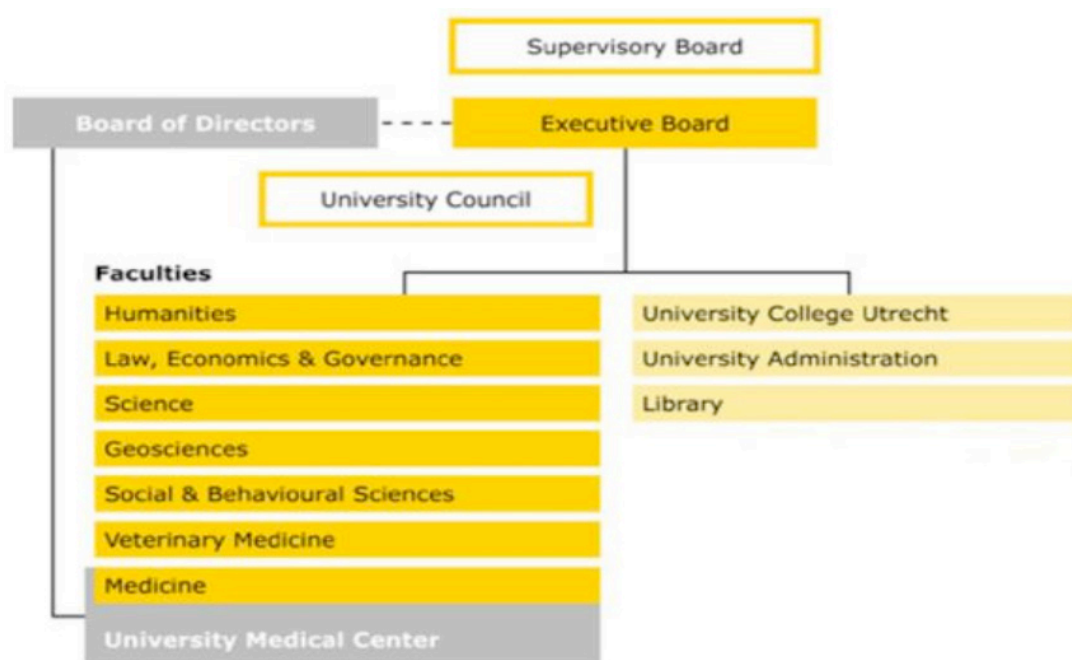 Supervisory Board
Board of Directors
Executive Board
University Council
Faculties
Humanities
Law, Economics & Governance
Science
Geosciences
Social & Behavioural Sciences
Veterinary Medicine
Medicine
University Medical Center
University College Utrecht
University Administration
Library